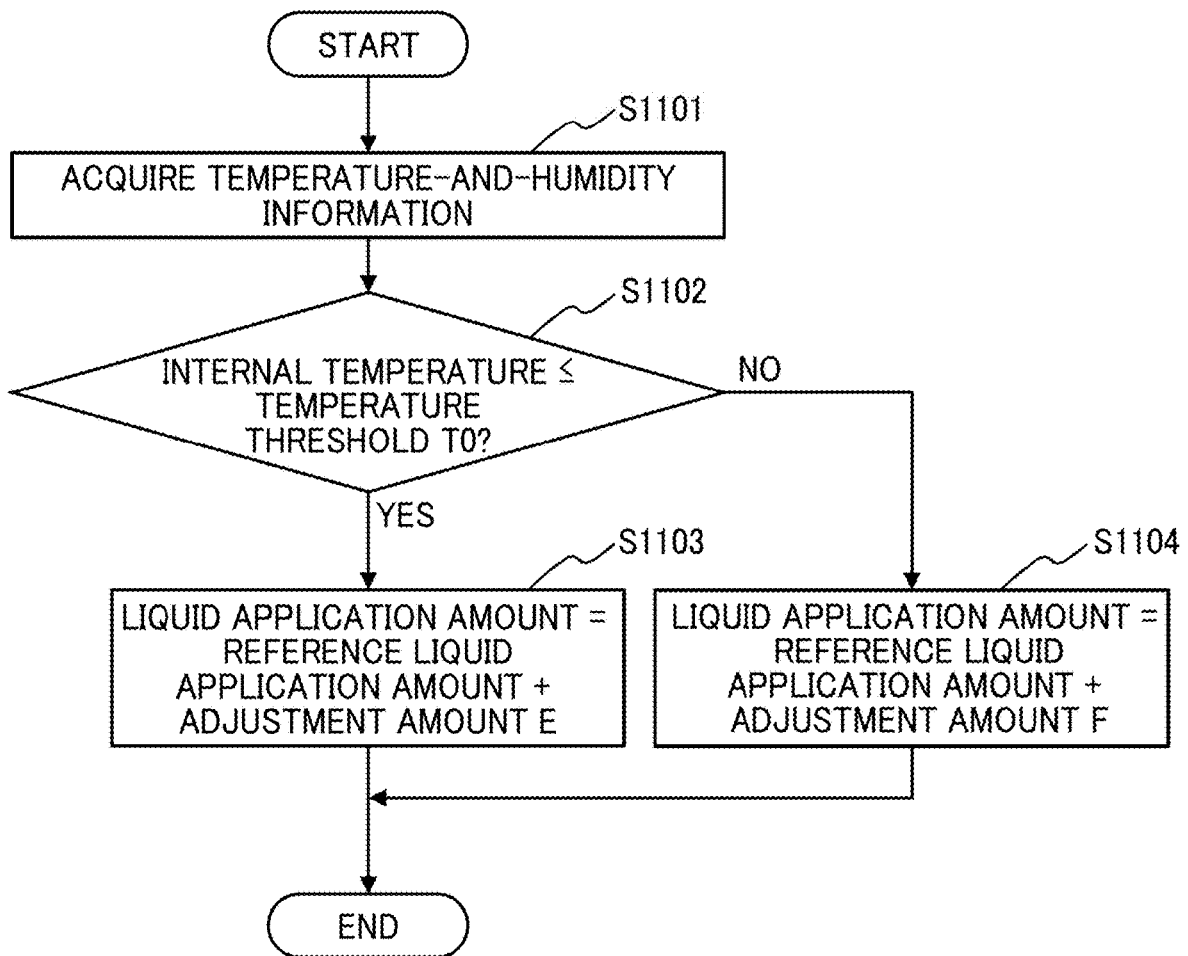 START
S1101
ACQUIRE TEMPERATURE-AND-HUMIDITY
INFORMATION
S1102
INTERNAL TEMPERATURE ≤
TEMPERATURE
THRESHOLD T0?
NO
YES
S1103
LIQUID APPLICATION AMOUNT =
REFERENCE LIQUID
APPLICATION AMOUNT +
ADJUSTMENT AMOUNT E
S1104
LIQUID APPLICATION AMOUNT =
REFERENCE LIQUID
APPLICATION AMOUNT +
ADJUSTMENT AMOUNT F
END